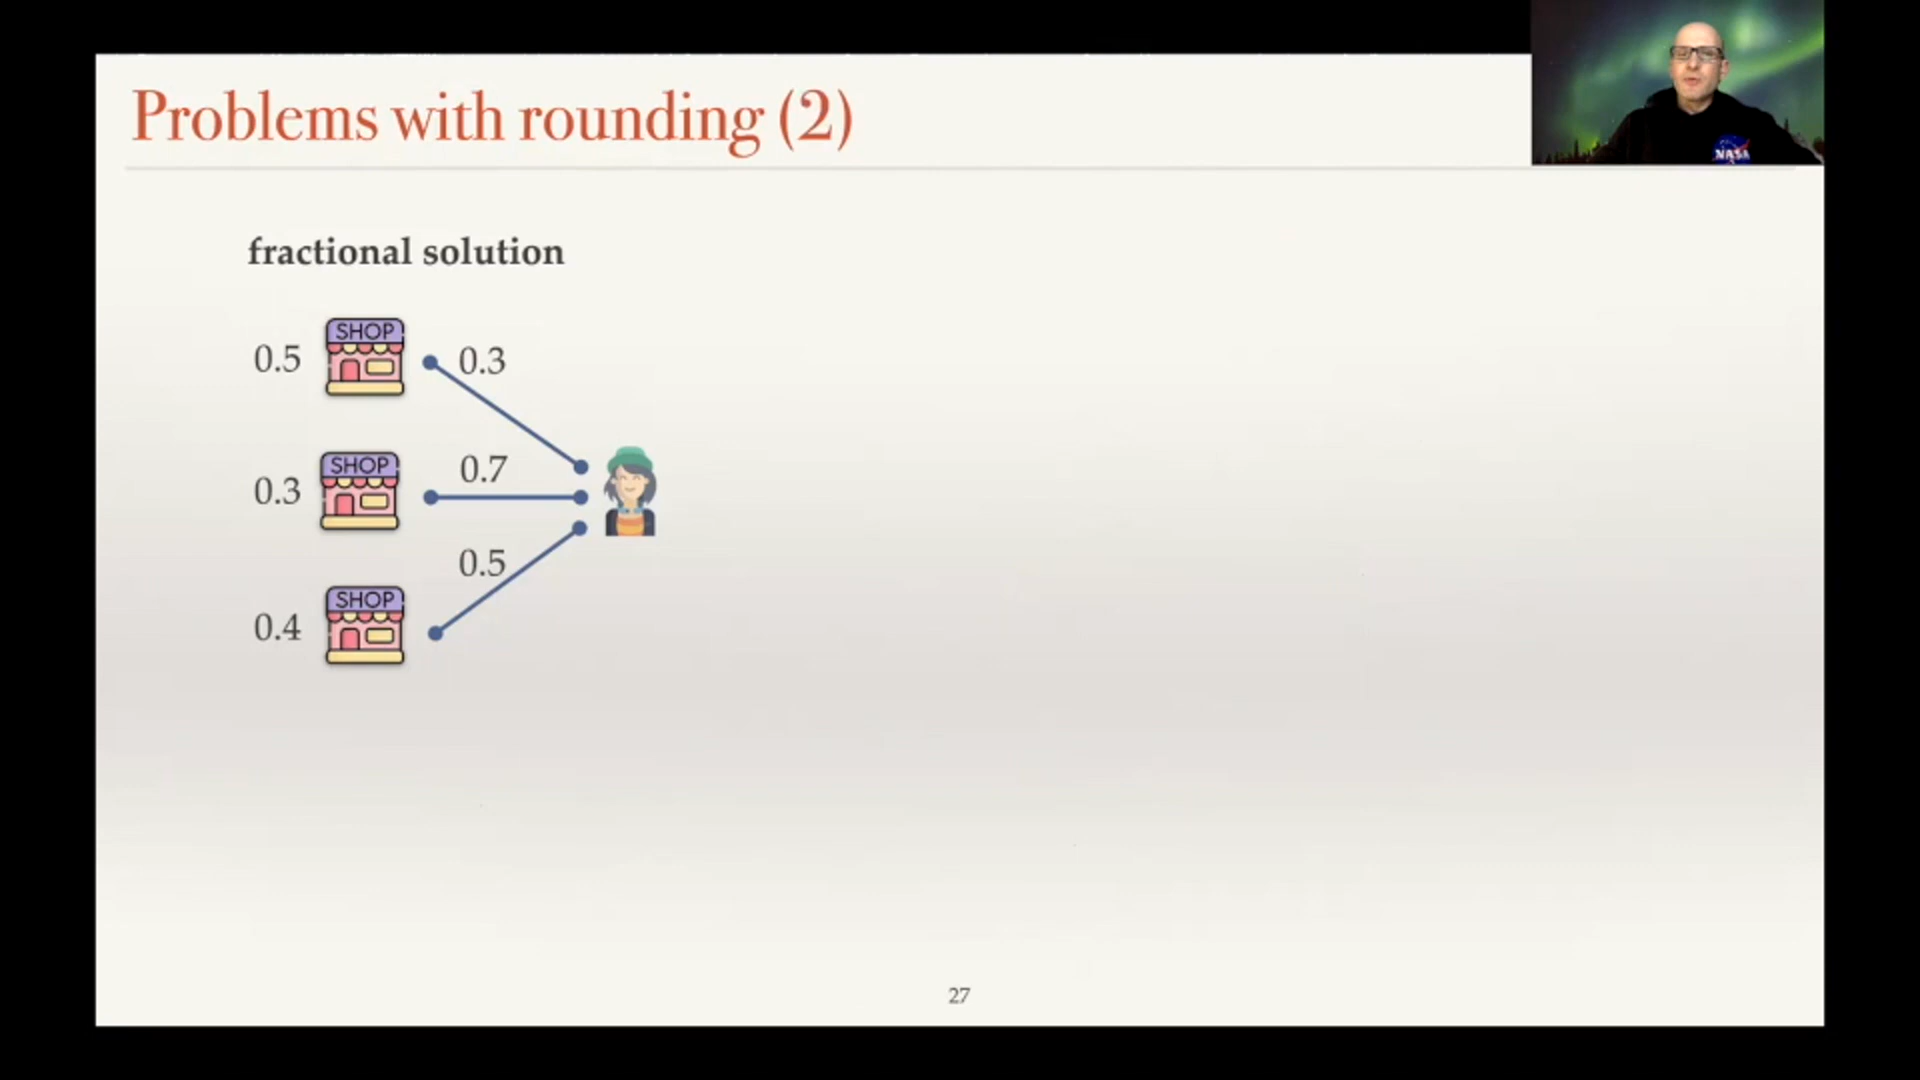 Problems with rounding (2)
NASA
fractional solution
SHOP
0.5
0.3
SHOP
0.3
0.7
0.5
SHOP
0.4
27